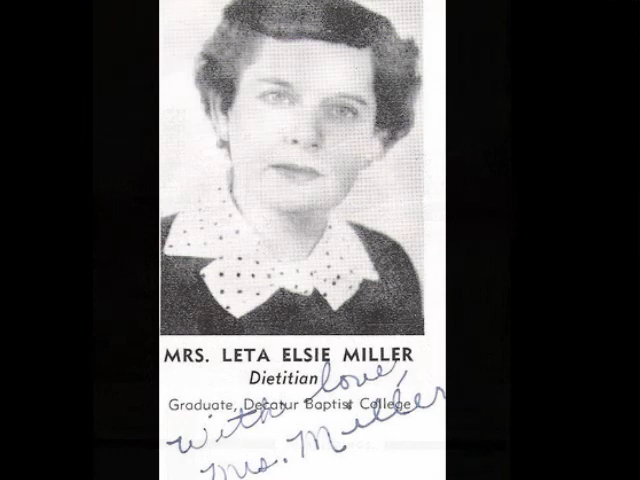 MRS. LETA ELSIE MILLER
Dietitian
Graduate, Decatur Baptist College
With love,
Mrs. Miller